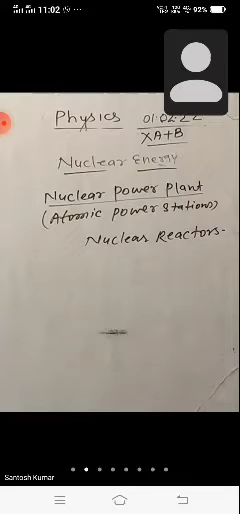 11:02
92%
Physics 01.02.22
XA+B
Nuclear Energy
Nuclear Power Plant
(Atomic power stations)
Nuclear Reactors.
Santosh Kumar